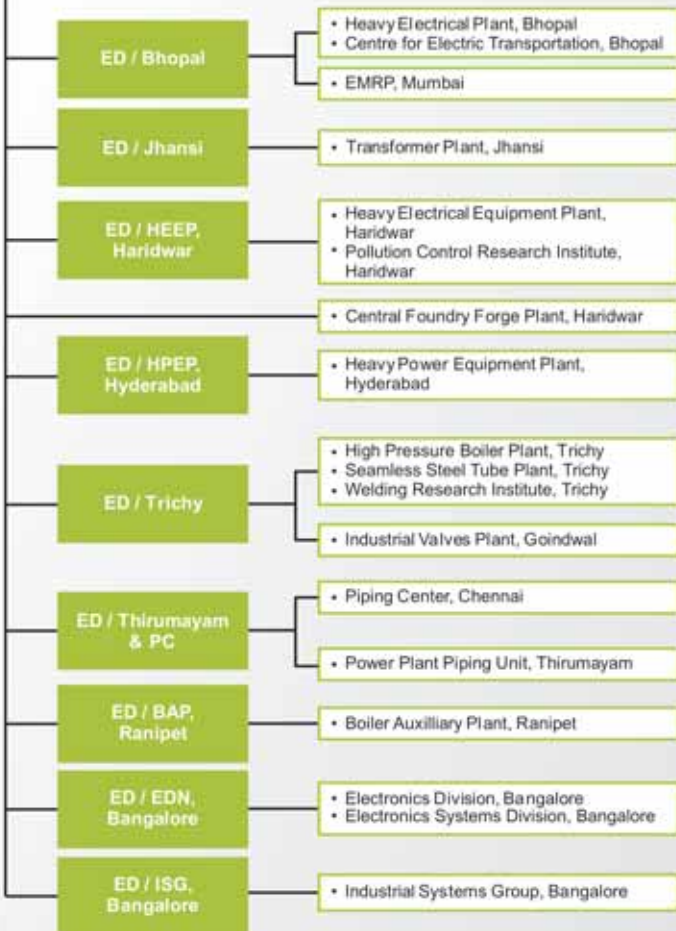 ED / Bhopal
• Heavy Electrical Plant, Bhopal
• Centre for Electric Transportation, Bhopal
• EMRP, Mumbai
ED / Jhansi
• Transformer Plant, Jhansi
ED / HEEP,
Haridwar
• Heavy Electrical Equipment Plant,
Haridwar
• Pollution Control Research Institute,
Haridwar
• Central Foundry Forge Plant, Haridwar
ED / HPEP,
Hyderabad
• Heavy Power Equipment Plant,
Hyderabad
ED / Trichy
• High Pressure Boiler Plant, Trichy
• Seamless Steel Tube Plant, Trichy
• Welding Research Institute, Trichy
• Industrial Valves Plant, Goindwal
ED / Thirumayam
& PC
• Piping Center, Chennai
• Power Plant Piping Unit, Thirumayam
ED / BAP,
Ranipet
• Boiler Auxilliary Plant, Ranipet
ED / EDN,
Bangalore
• Electronics Division, Bangalore
• Electronics Systems Division, Bangalore
ED / ISG,
Bangalore
• Industrial Systems Group, Bangalore